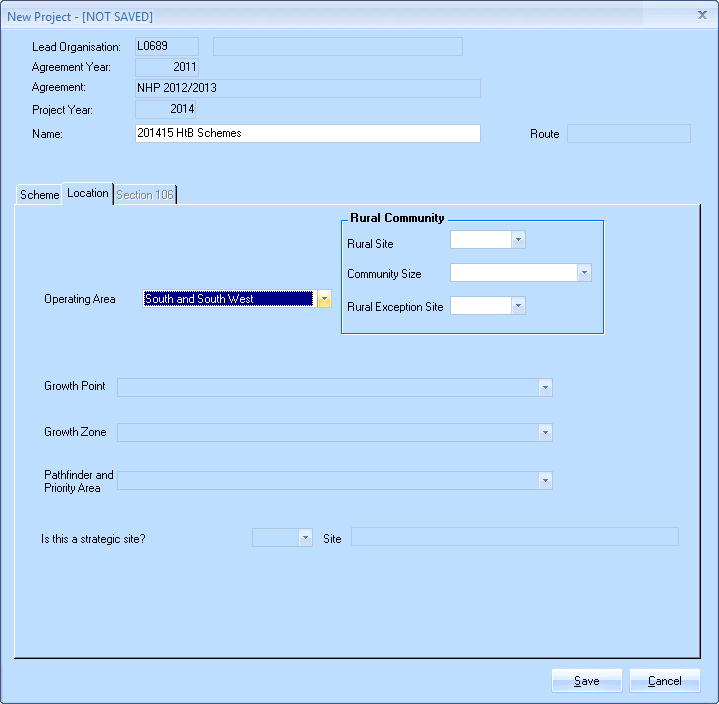 New Project - [NOT SAVED]
Lead Organisation: L0689
Agreement Year: 2011
Agreement: NHP 2012/2013
Project Year: 2014
Name: 201415 HtB Schemes Route
Scheme Location Section 106
Rural Community
Rural Site
Community Size
Operating Area South and South West
Rural Exception Site
Growth Point
Growth Zone
Pathfinder and
Priority Area
Is this a strategic site? Site
Save Cancel